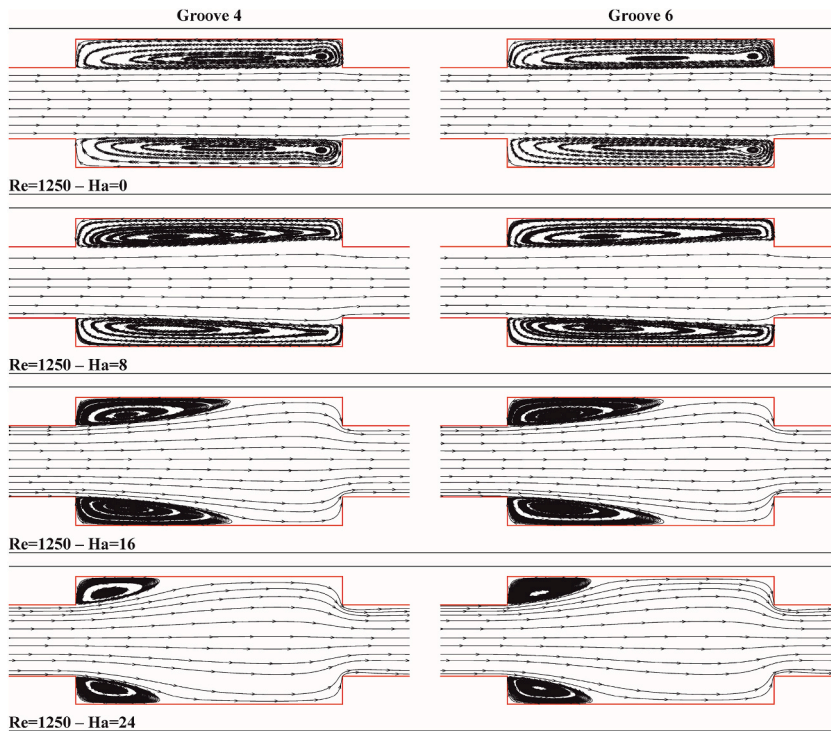 Groove 4 Groove 6
Re=1250 – Ha=0
Re=1250 – Ha=8
Re=1250 – Ha=16
Re=1250 – Ha=24